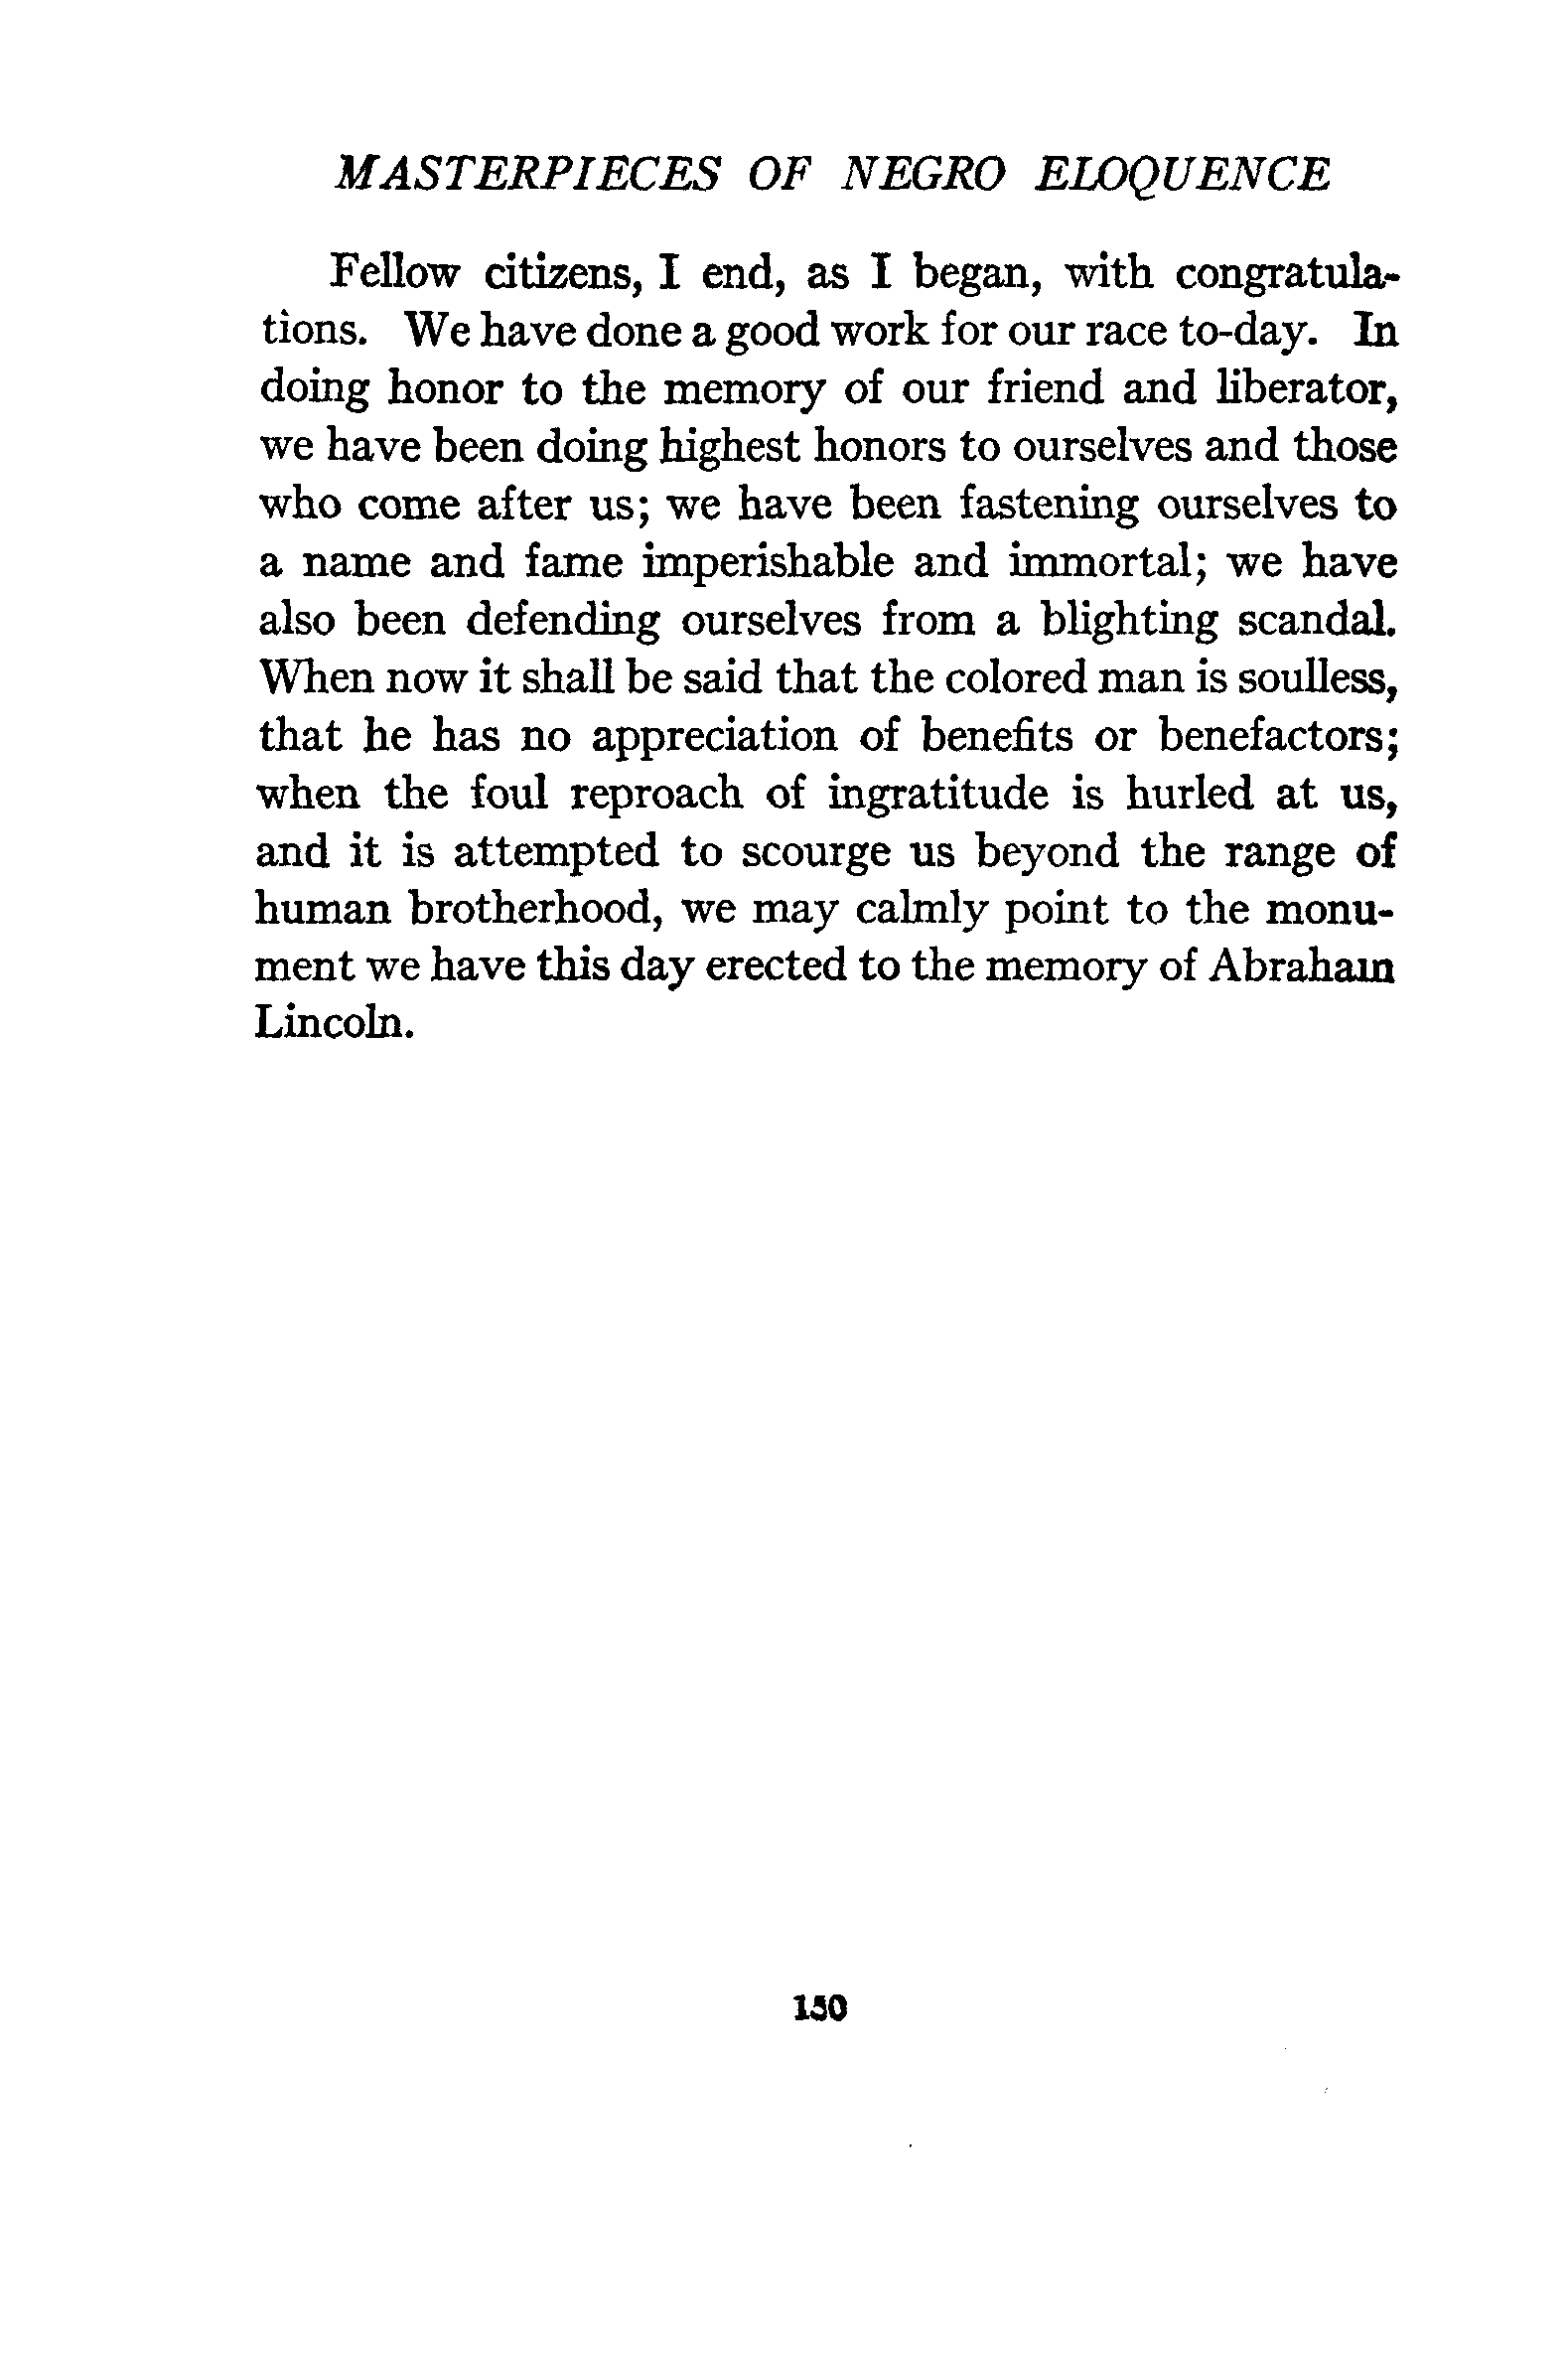 MASTERPIECES OF NEGRO ELOQUENCE
Fellow citizens, I end, as I began, with congratula-
tions. We have done a good work for our race to-day. In
doing honor to the memory of our friend and liberator,
we have been doing highest honors to ourselves and those
who come after us; we have been fastening ourselves to
a name and fame imperishable and immortal; we have
also been defending ourselves from a blighting scandal.
When now it shall be said that the colored man is soulless,
that he has no appreciation of benefits or benefactors;
when the foul reproach of ingratitude is hurled at us,
and it is attempted to scourge us beyond the range of
human brotherhood, we may calmly point to the monu-
ment we have this day erected to the memory of Abraham
Lincoln.
150